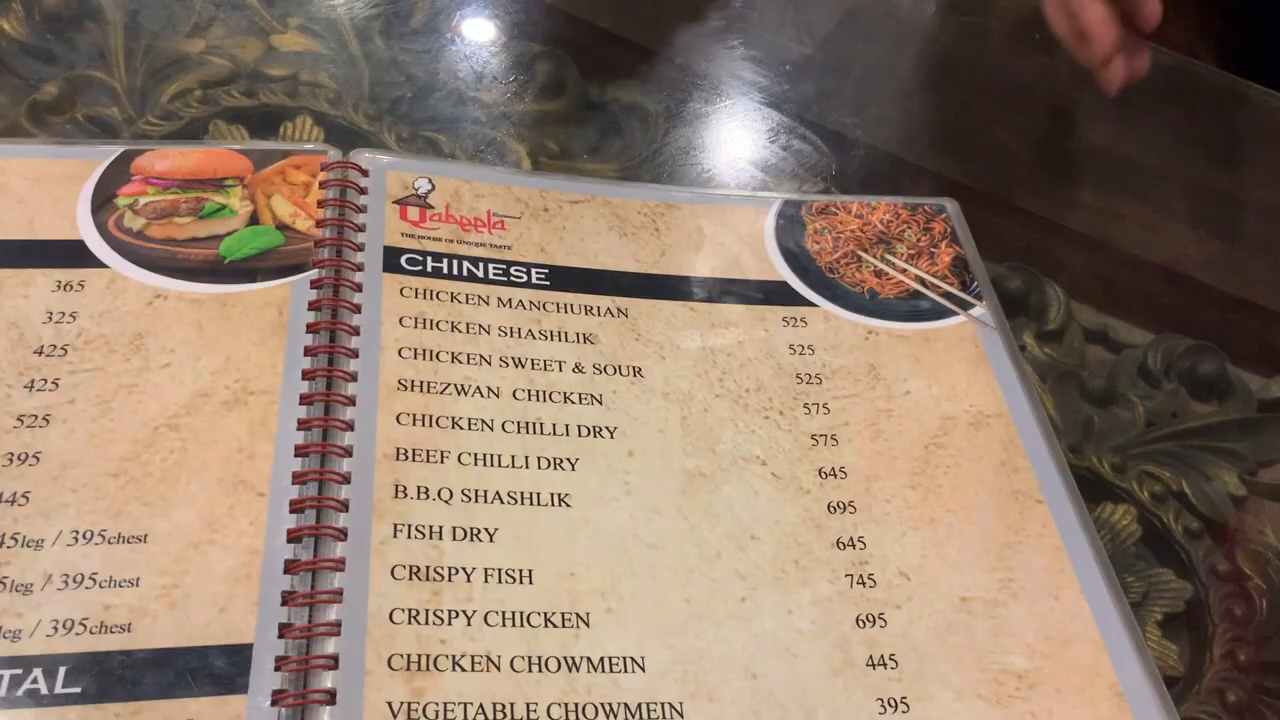 365
325
425
425
525
395
445
45leg / 395chest
5leg / 395chest
leg / 395chest
TAL
Qabeela
THE HOUSE OF UNIQUE TASTE
CHINESE
CHICKEN MANCHURIAN 525
CHICKEN SHASHLIK 525
CHICKEN SWEET & SOUR 525
SHEZWAN CHICKEN 575
CHICKEN CHILLI DRY 575
BEEF CHILLI DRY 645
B.B.Q SHASHLIK 695
FISH DRY 645
CRISPY FISH 745
CRISPY CHICKEN 695
CHICKEN CHOWMEIN 445
VEGETABLE CHOWMEIN 395